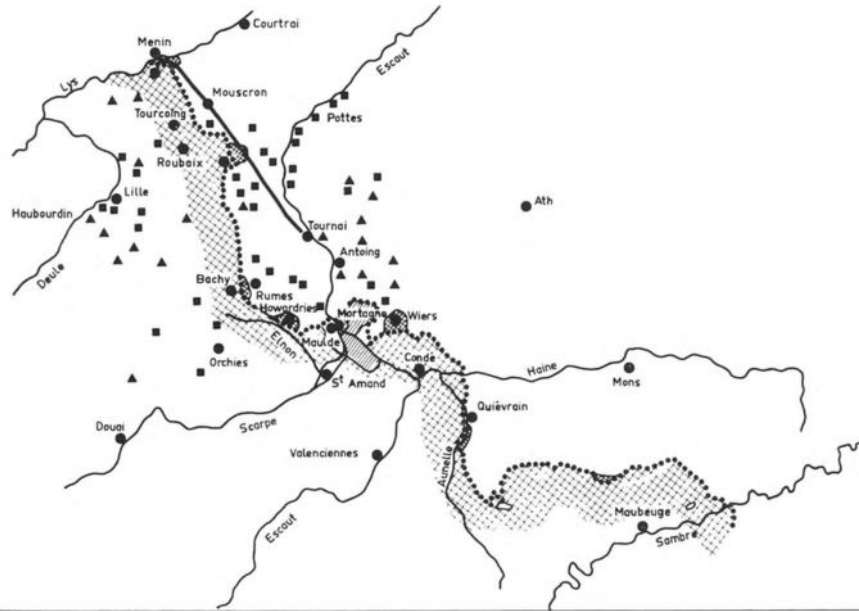 Courtrai
Menin
Escaut
Lys
Mouscron
Pottes
Tourcoing
Roubaix
Lille
Ath
Haubourdin
Tournai
Antoing
Deule
Bachy
Rumes
Howardries
Mortagne
Wiers
Maulde
Elnon
Orchies
Condé
Haine
Mons
St Amand
Quiévrain
Scarpe
Douai
Valenciennes
Aunelle
Escaut
Maubeuge
Sambre